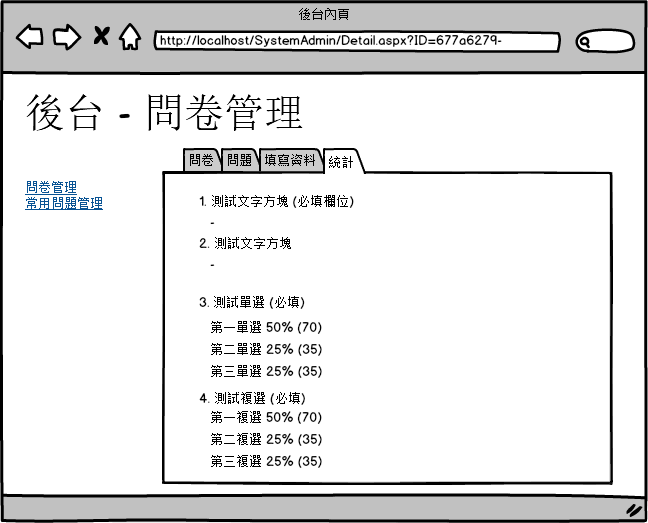 後台內頁
http://localhost/SystemAdmin/Detail.aspx?ID=677a6279-
後台 - 問卷管理
問卷 問題 填寫資料 統計
問卷管理
常用問題管理
1. 測試文字方塊 (必填欄位)
-
2. 測試文字方塊
-
3. 測試單選 (必填)
第一單選 50% (70)
第二單選 25% (35)
第三單選 25% (35)
4. 測試複選 (必填)
第一複選 50% (70)
第二複選 25% (35)
第三複選 25% (35)